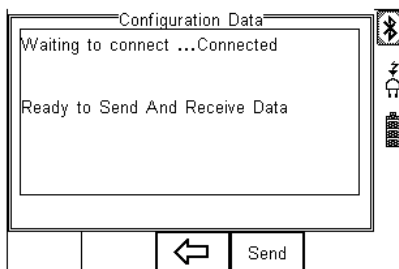 Configuration Data
Waiting to connect ...Connected
Ready to Send And Receive Data
Send